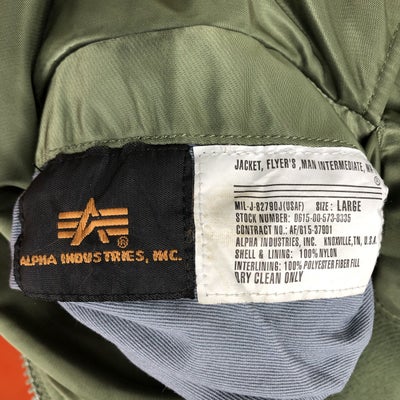 ALPHA INDUSTRIES, INC.
JACKET, FLYER'S ,MAN INTERMEDIATE,
MIL-J-82790J(USAF) SIZE: LARGE
STOCK NUMBER: 0615-00-573-8335
CONTRACT NO.: AF/615-37001
ALPHA INDUSTRIES, INC. KNOXVILLE,TN, U.S.A.
SHELL & LINING: 100% NYLON
INTERLINING: 100% POLYESTER FIBER FILL
DRY CLEAN ONLY